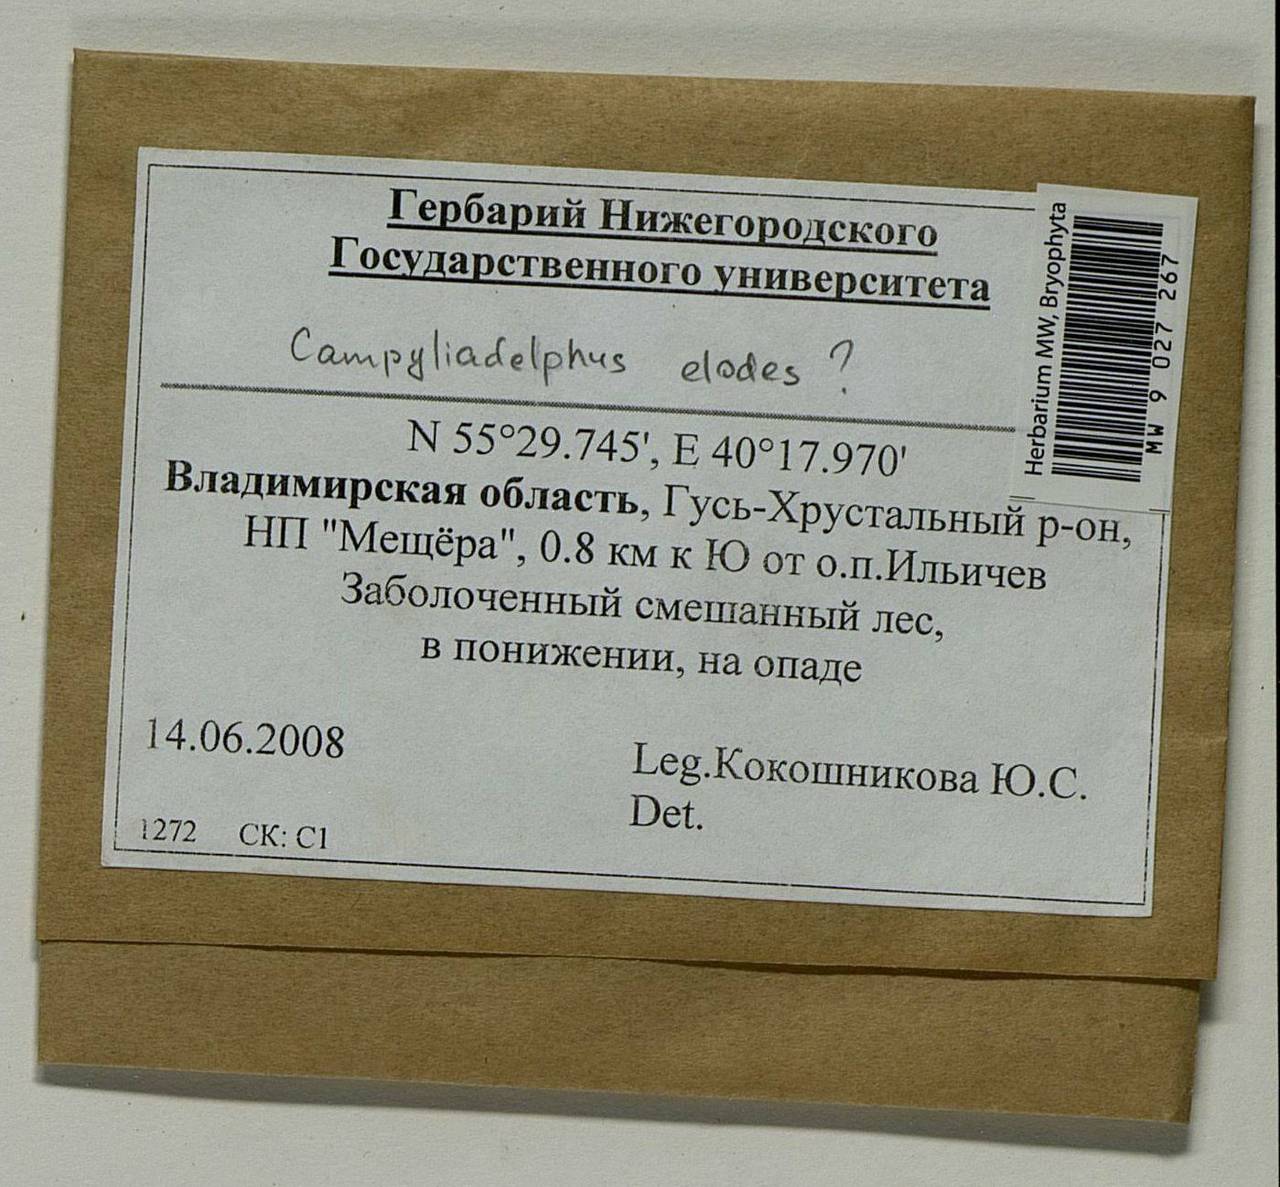 Гербарий Нижегородского
Государственного университета
Campyliadelphus elodes ?
N 55°29.745', E 40°17.970'
Владимирская область, Гусь-Хрустальный р-он,
НП "Мещёра", 0.8 км к Ю от о.п.Ильичев
Заболоченный смешанный лес,
в понижении, на опаде
14.06.2008
Leg.Кокошникова Ю.С.
Det.
1272 СК: С1
Herbarium MW, Bryophyta
MW 9 027 267